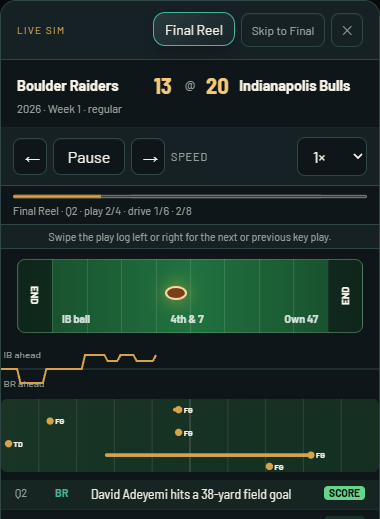 LIVE SIM
Final Reel
Skip to Final
×
Boulder Raiders 13 @ 20 Indianapolis Bulls
2026 · Week 1 · regular
← Pause → SPEED 1×
Final Reel · Q2 · play 2/4 · drive 1/6 · 2/8
Swipe the play log left or right for the next or previous key play.
END
END
IB ball 4th & 7 Own 47
IB ahead
BR ahead
FG
FG
FG
TD
FG
FG
Q2 BR David Adeyemi hits a 38-yard field goal SCORE